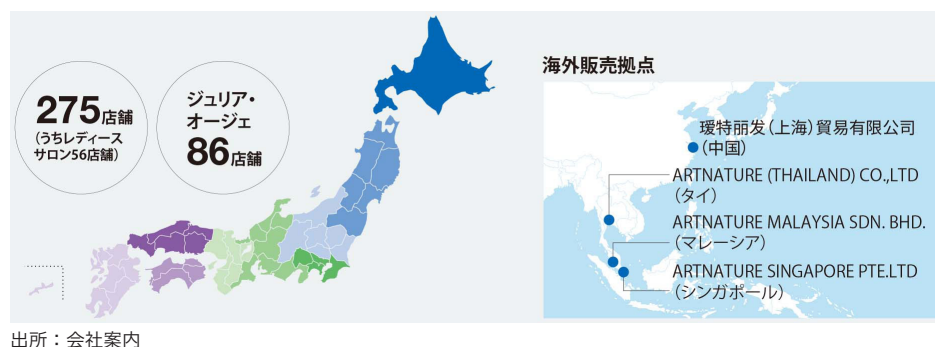 275店舗
(うちレディース
サロン56店舗)
ジュリア・
オージェ
86店舗
海外販売拠点
瑷特丽发(上海)貿易有限公司
(中国)
ARTNATURE (THAILAND) CO.,LTD
(タイ)
ARTNATURE MALAYSIA SDN. BHD.
(マレーシア)
ARTNATURE SINGAPORE PTE.LTD
(シンガポール)
出所：会社案内